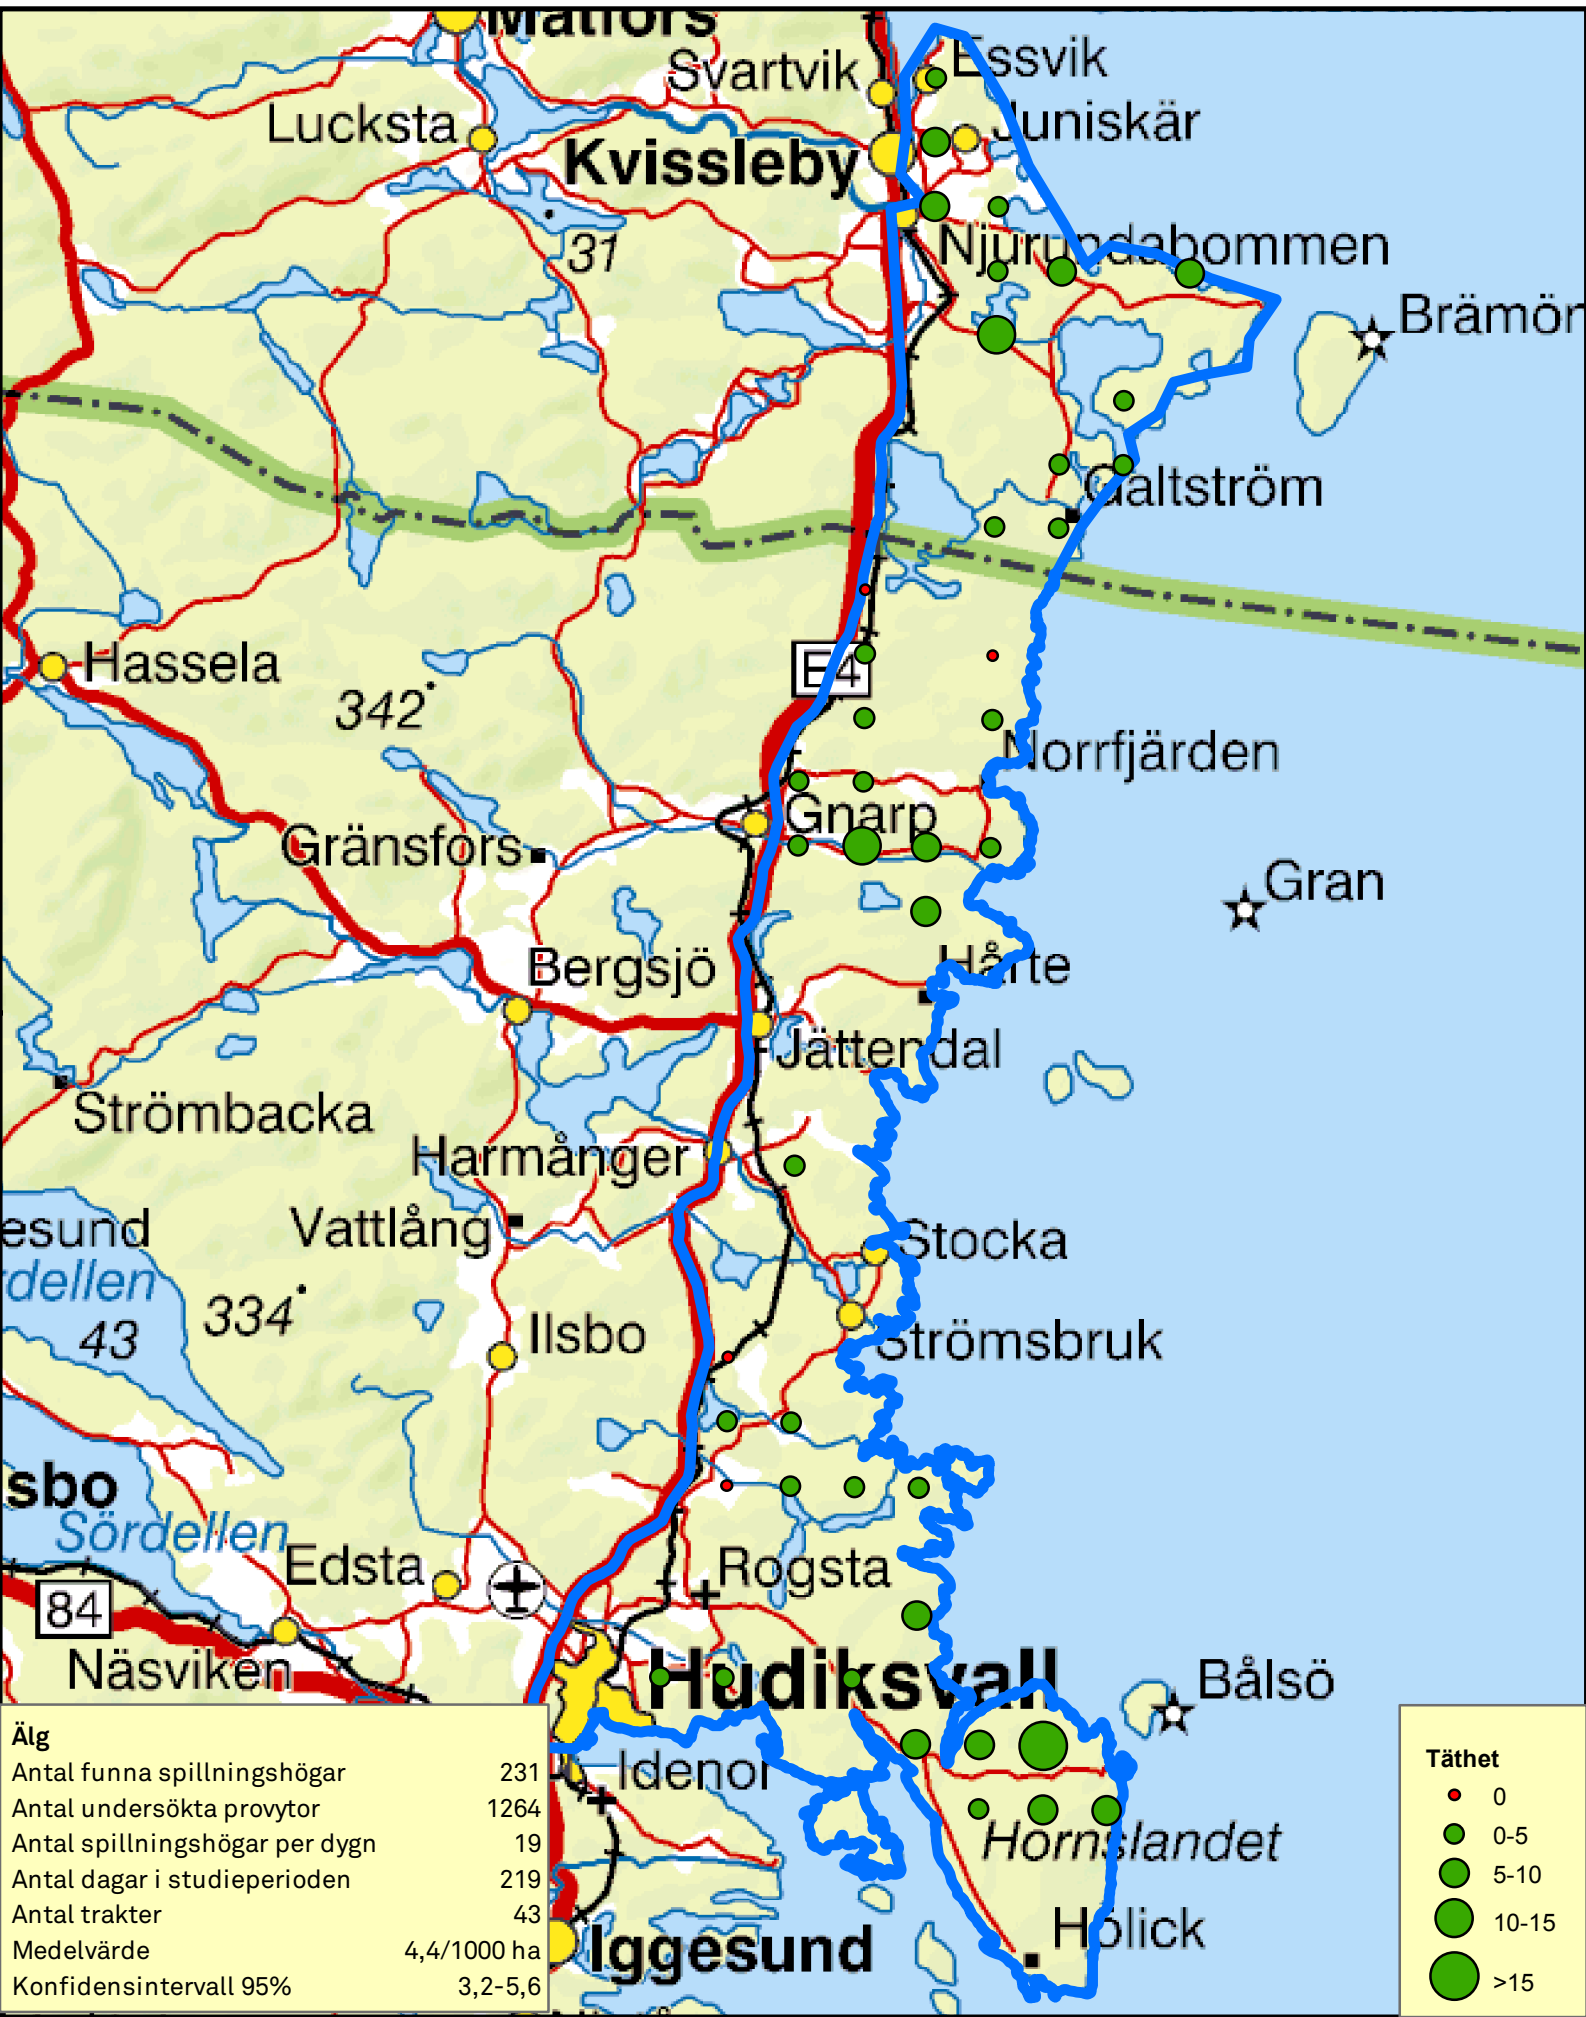 Matfors
Svartvik
Essvik
Lucksta
Juniskär
Kvissleby
31
Njurundabommen
Brämön
Galtström
E4
Hassela
342
Norrfjärden
Gnarp
Gränsfors
Gran
Bergsjö
Hårte
Jättendal
Strömbacka
Harmånger
Vattlång
esund
Stocka
dellen
334
43
Ilsbo
Strömsbruk
sbo
Sördellen
Edsta
Rogsta
84
Näsviken
Hudiksvall
Bålsö
Idenor
Hornslandet
Hölick
Iggesund
Älg
Antal funna spillningshögar 231
Antal undersökta provytor 1264
Antal spillningshögar per dygn 19
Antal dagar i studieperioden 219
Antal trakter 43
Medelvärde 4,4/1000 ha
Konfidensintervall 95% 3,2-5,6
Täthet
0
0-5
5-10
10-15
>15